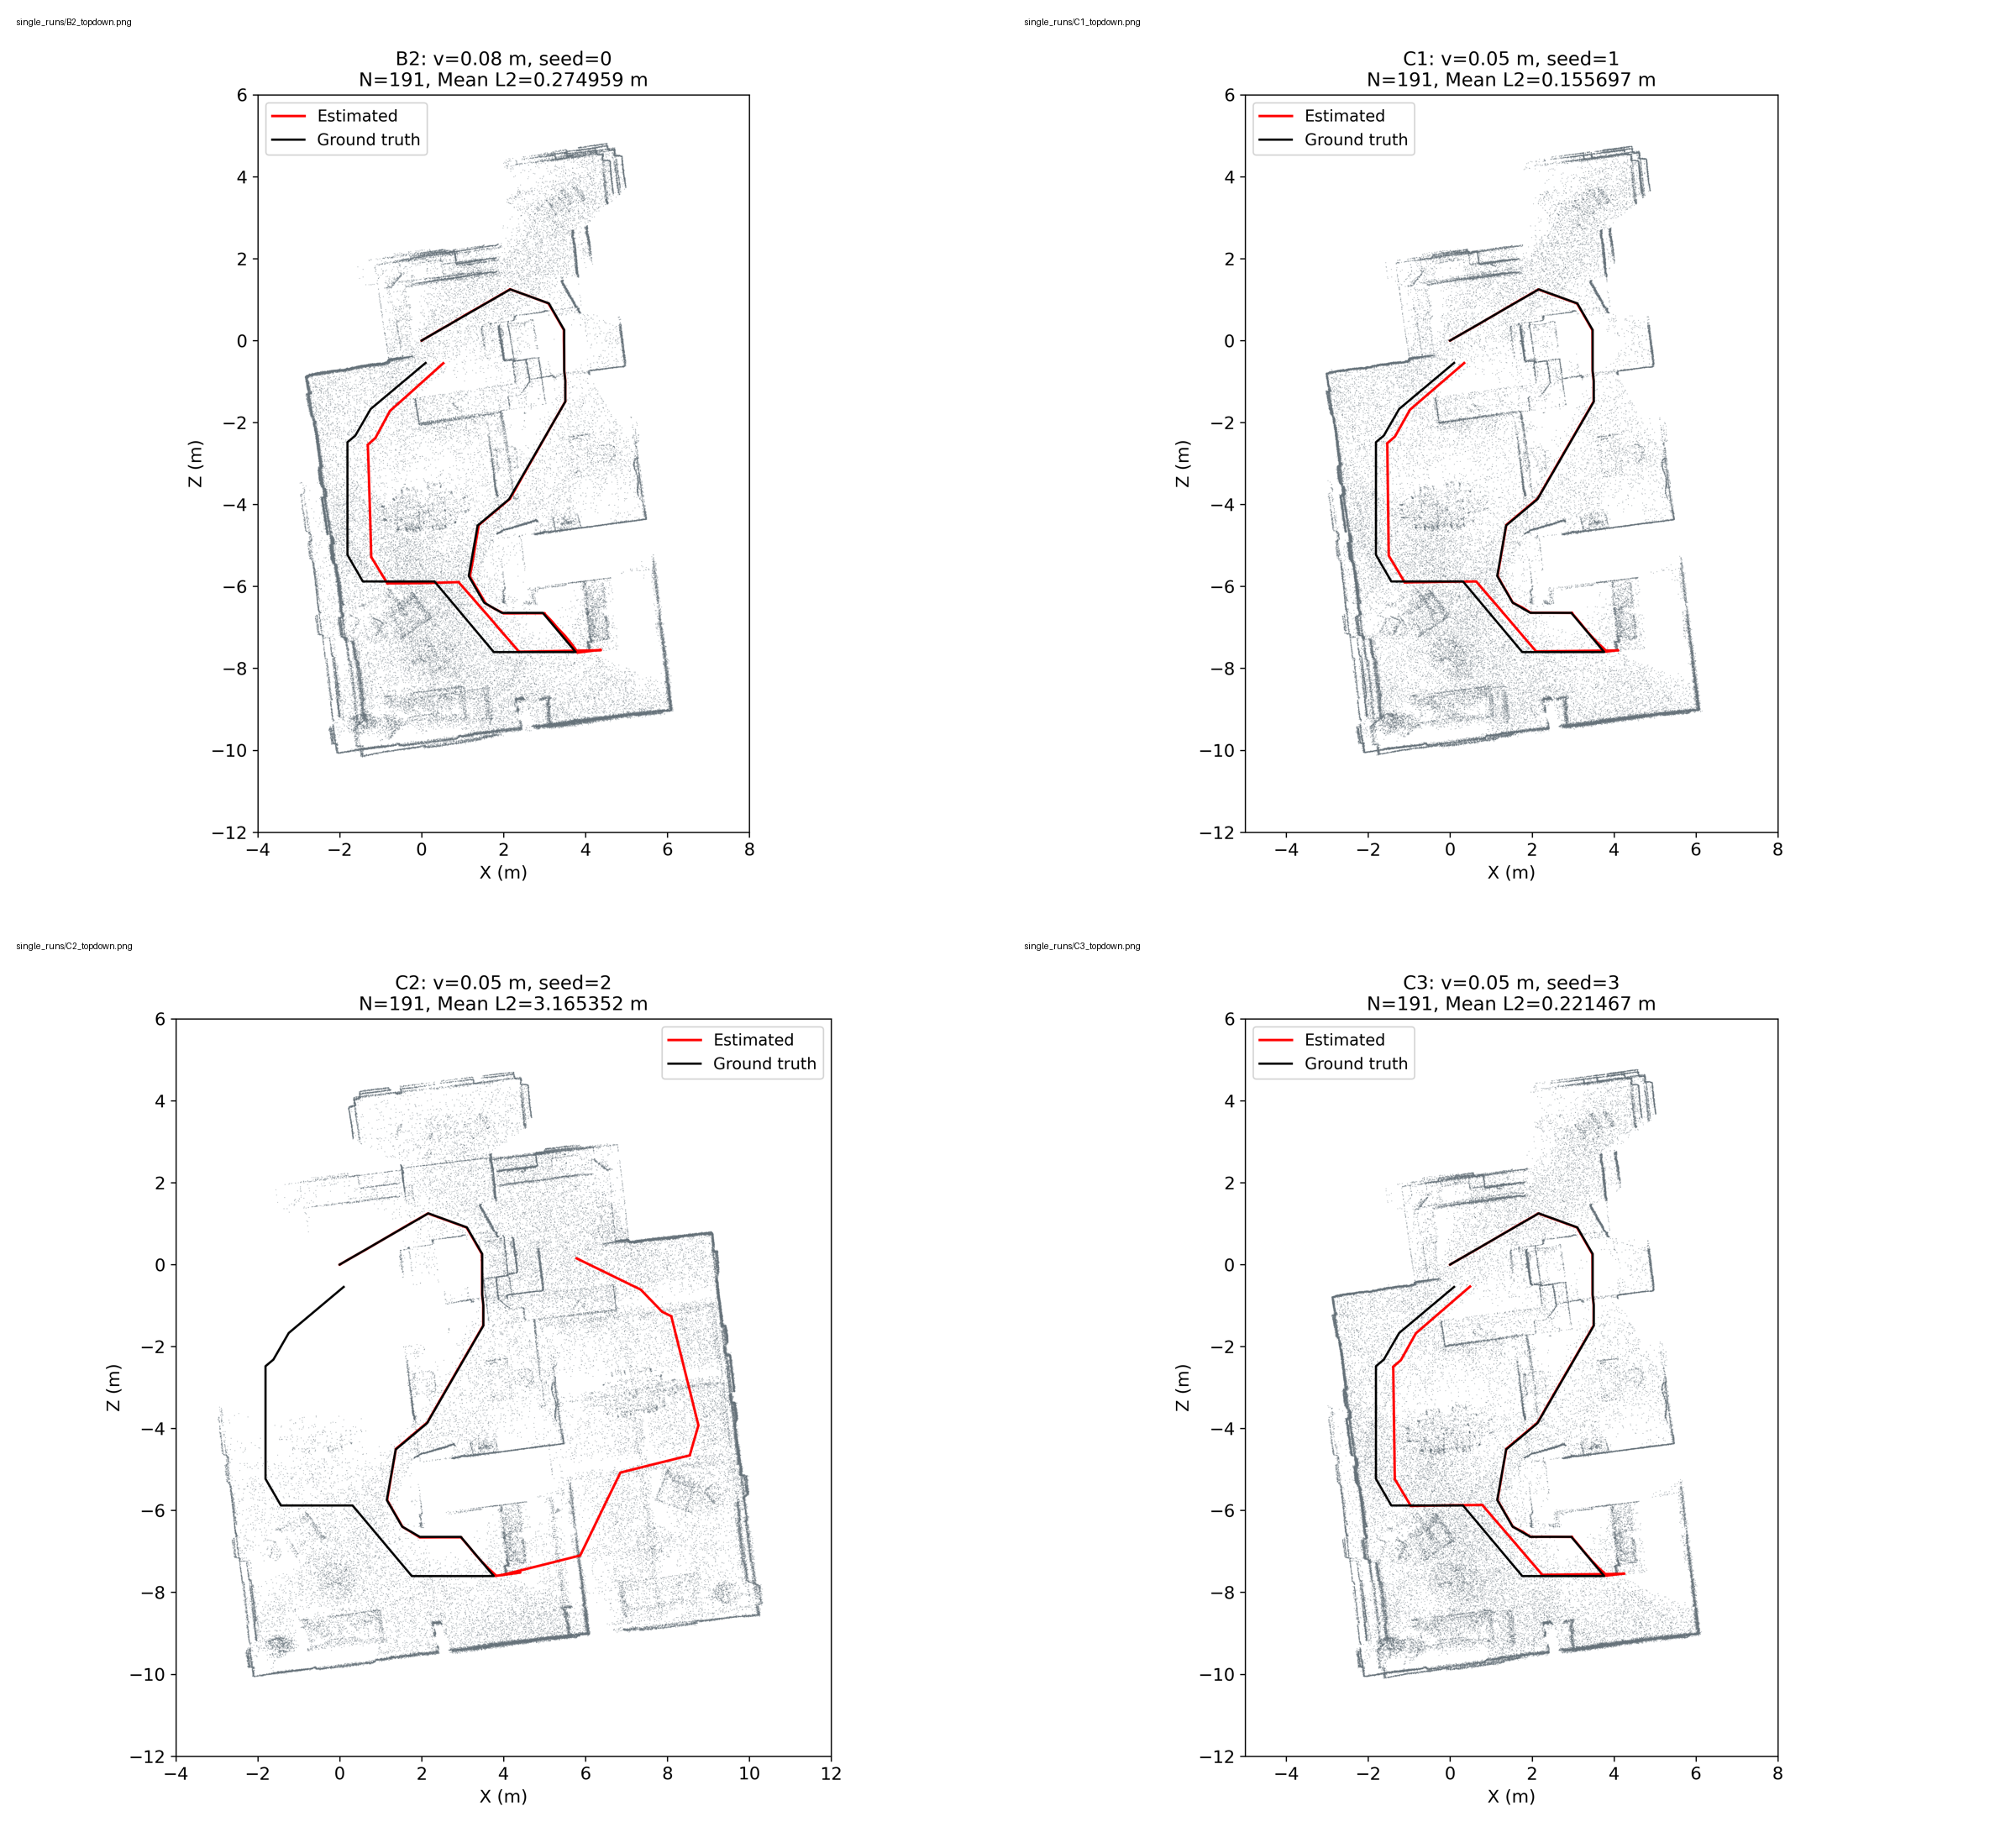 single_runs/B2_topdown.png
B2: v=0.08 m, seed=0
N=191, Mean L2=0.274959 m
Estimated
Ground truth
6
4
2
0
−2
−4
−6
−8
−10
−12
Z (m)
−4 −2 0 2 4 6 8
X (m)
single_runs/C1_topdown.png
C1: v=0.05 m, seed=1
N=191, Mean L2=0.155697 m
Estimated
Ground truth
6
4
2
0
−2
−4
−6
−8
−10
−12
Z (m)
−4 −2 0 2 4 6 8
X (m)
single_runs/C2_topdown.png
C2: v=0.05 m, seed=2
N=191, Mean L2=3.165352 m
Estimated
Ground truth
6
4
2
0
−2
−4
−6
−8
−10
−12
Z (m)
−4 −2 0 2 4 6 8 10 12
X (m)
single_runs/C3_topdown.png
C3: v=0.05 m, seed=3
N=191, Mean L2=0.221467 m
Estimated
Ground truth
6
4
2
0
−2
−4
−6
−8
−10
−12
Z (m)
−4 −2 0 2 4 6 8
X (m)